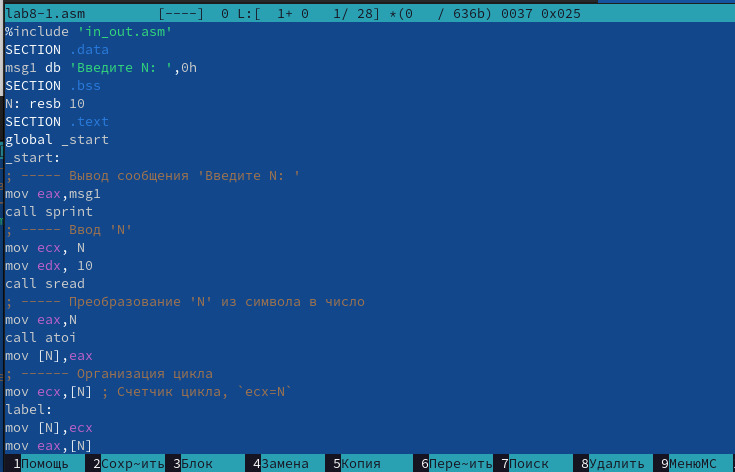 lab8-1.asm [----] 0 L:[ 1+ 0 1/ 28] *(0 / 636b) 0037 0x025
%include 'in_out.asm'
SECTION .data
msg1 db 'Введите N: ',0h
SECTION .bss
N: resb 10
SECTION .text
global _start
_start:
; ----- Вывод сообщения 'Введите N: '
mov eax,msg1
call sprint
; ----- Ввод 'N'
mov ecx, N
mov edx, 10
call sread
; ----- Преобразование 'N' из символа в число
mov eax,N
call atoi
mov [N],eax
; ------ Организация цикла
mov ecx,[N] ; Счетчик цикла, `ecx=N`
label:
mov [N],ecx
mov eax,[N]
1Помощь 2Сохр~ить 3Блок 4Замена 5Копия 6Пере~ить 7Поиск 8Удалить 9МенюМС